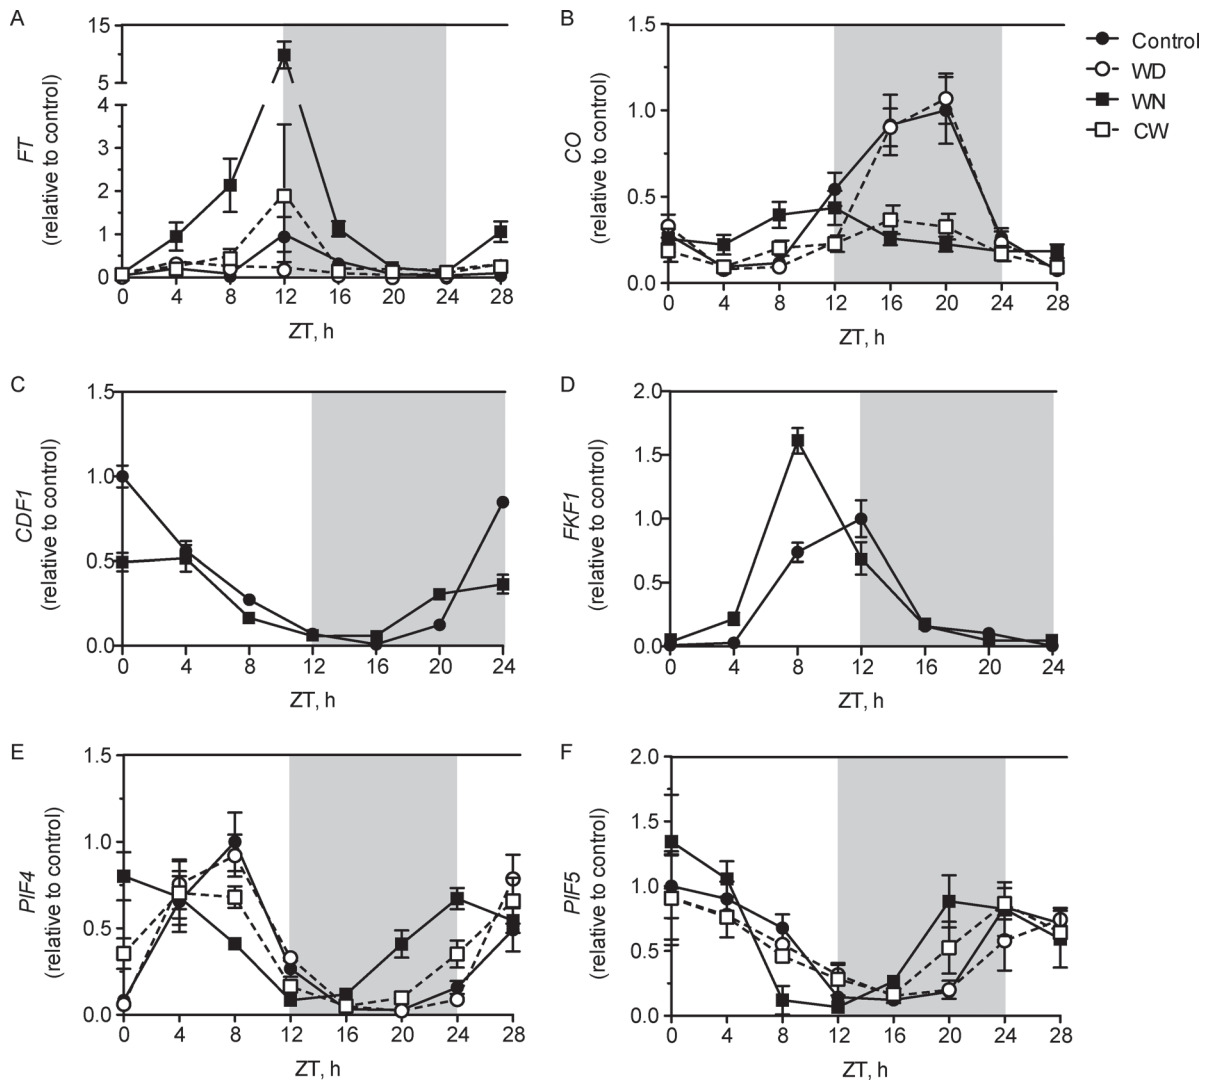 A
FT
(relative to control)
15
5
4
3
2
1
0
0 4 8 12 16 20 24 28
ZT, h
B
CO
(relative to control)
1.5
1.0
0.5
0.0
0 4 8 12 16 20 24 28
ZT, h
Control
WD
WN
CW
C
CDF1
(relative to control)
1.5
1.0
0.5
0.0
0 4 8 12 16 20 24
ZT, h
D
FKF1
(relative to control)
2.0
1.5
1.0
0.5
0.0
0 4 8 12 16 20 24
ZT, h
E
PIF4
(relative to control)
1.5
1.0
0.5
0.0
0 4 8 12 16 20 24 28
ZT, h
F
PIF5
(relative to control)
2.0
1.5
1.0
0.5
0.0
0 4 8 12 16 20 24 28
ZT, h